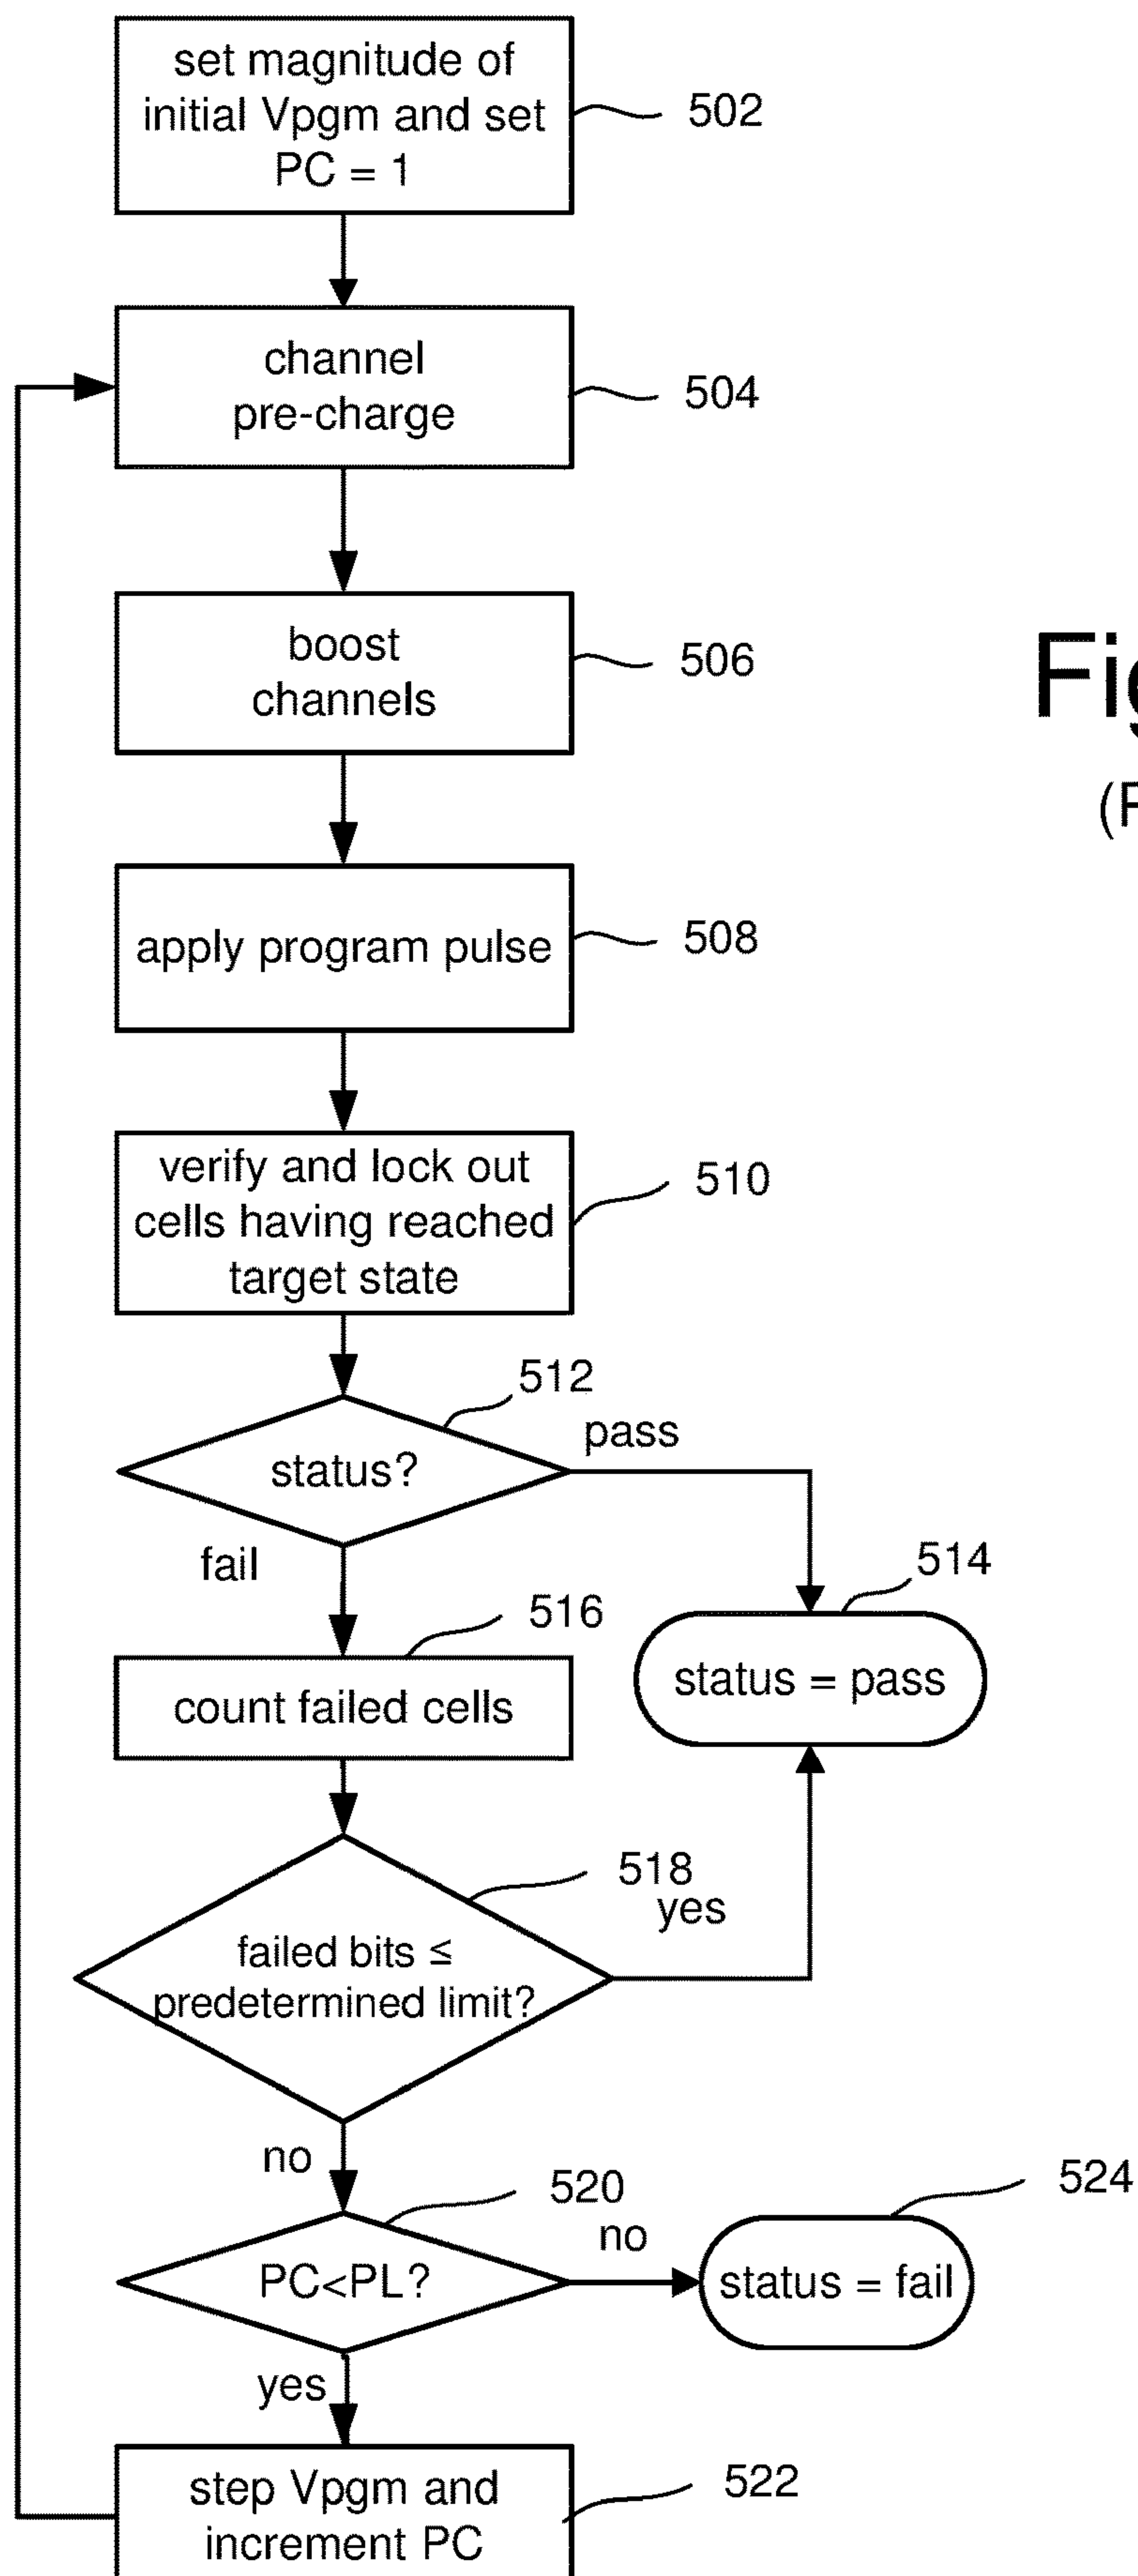 set magnitude of
initial Vpgm and set
PC = 1
502
channel
pre-charge
504
boost
channels
506
apply program pulse
508
verify and lock out
cells having reached
target state
510
512
status?
pass
fail
514
status = pass
516
count failed cells
518
yes
failed bits ≤
predetermined limit?
no
520
no
PC<PL?
524
status = fail
yes
step Vpgm and
increment PC
522